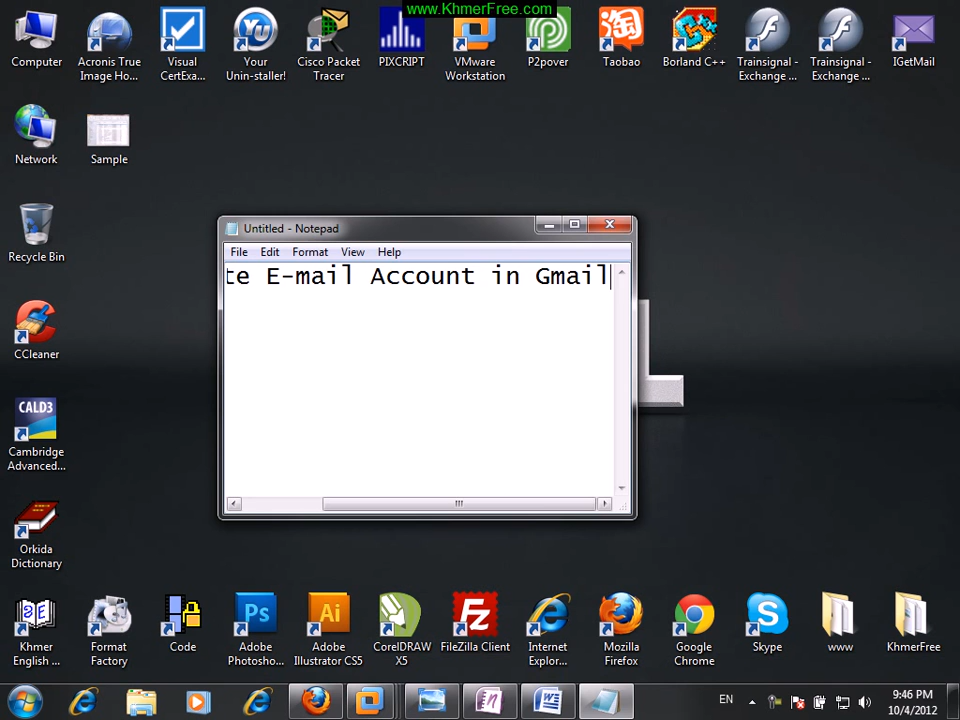 www.KhmerFree.com
Computer
Acronis True
Image Ho...
Visual
CertExa...
Your
Unin-staller!
Cisco Packet
Tracer
PIXCRIPT
VMware
Workstation
P2pover
Taobao
Borland C++
Trainsignal -
Exchange ...
Trainsignal -
Exchange ...
IGetMail
Network
Sample
Recycle Bin
CCleaner
CALD3
Cambridge
Advanced...
Orkida
Dictionary
Untitled - Notepad
File Edit Format View Help
te E-mail Account in Gmail
Khmer
English ...
Format
Factory
Code
Adobe
Photosho...
Adobe
Illustrator CS5
CorelDRAW
X5
FileZilla Client
Internet
Explor...
Mozilla
Firefox
Google
Chrome
Skype
www
KhmerFree
EN
9:46 PM
10/4/2012